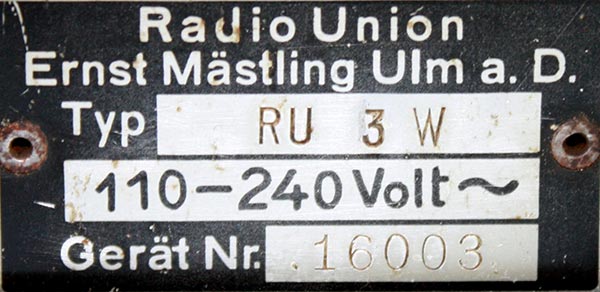 Radio Union
Ernst Mästling Ulm a. D.
Typ RU 3 W
110-240 Volt ~
Gerät Nr. 16003